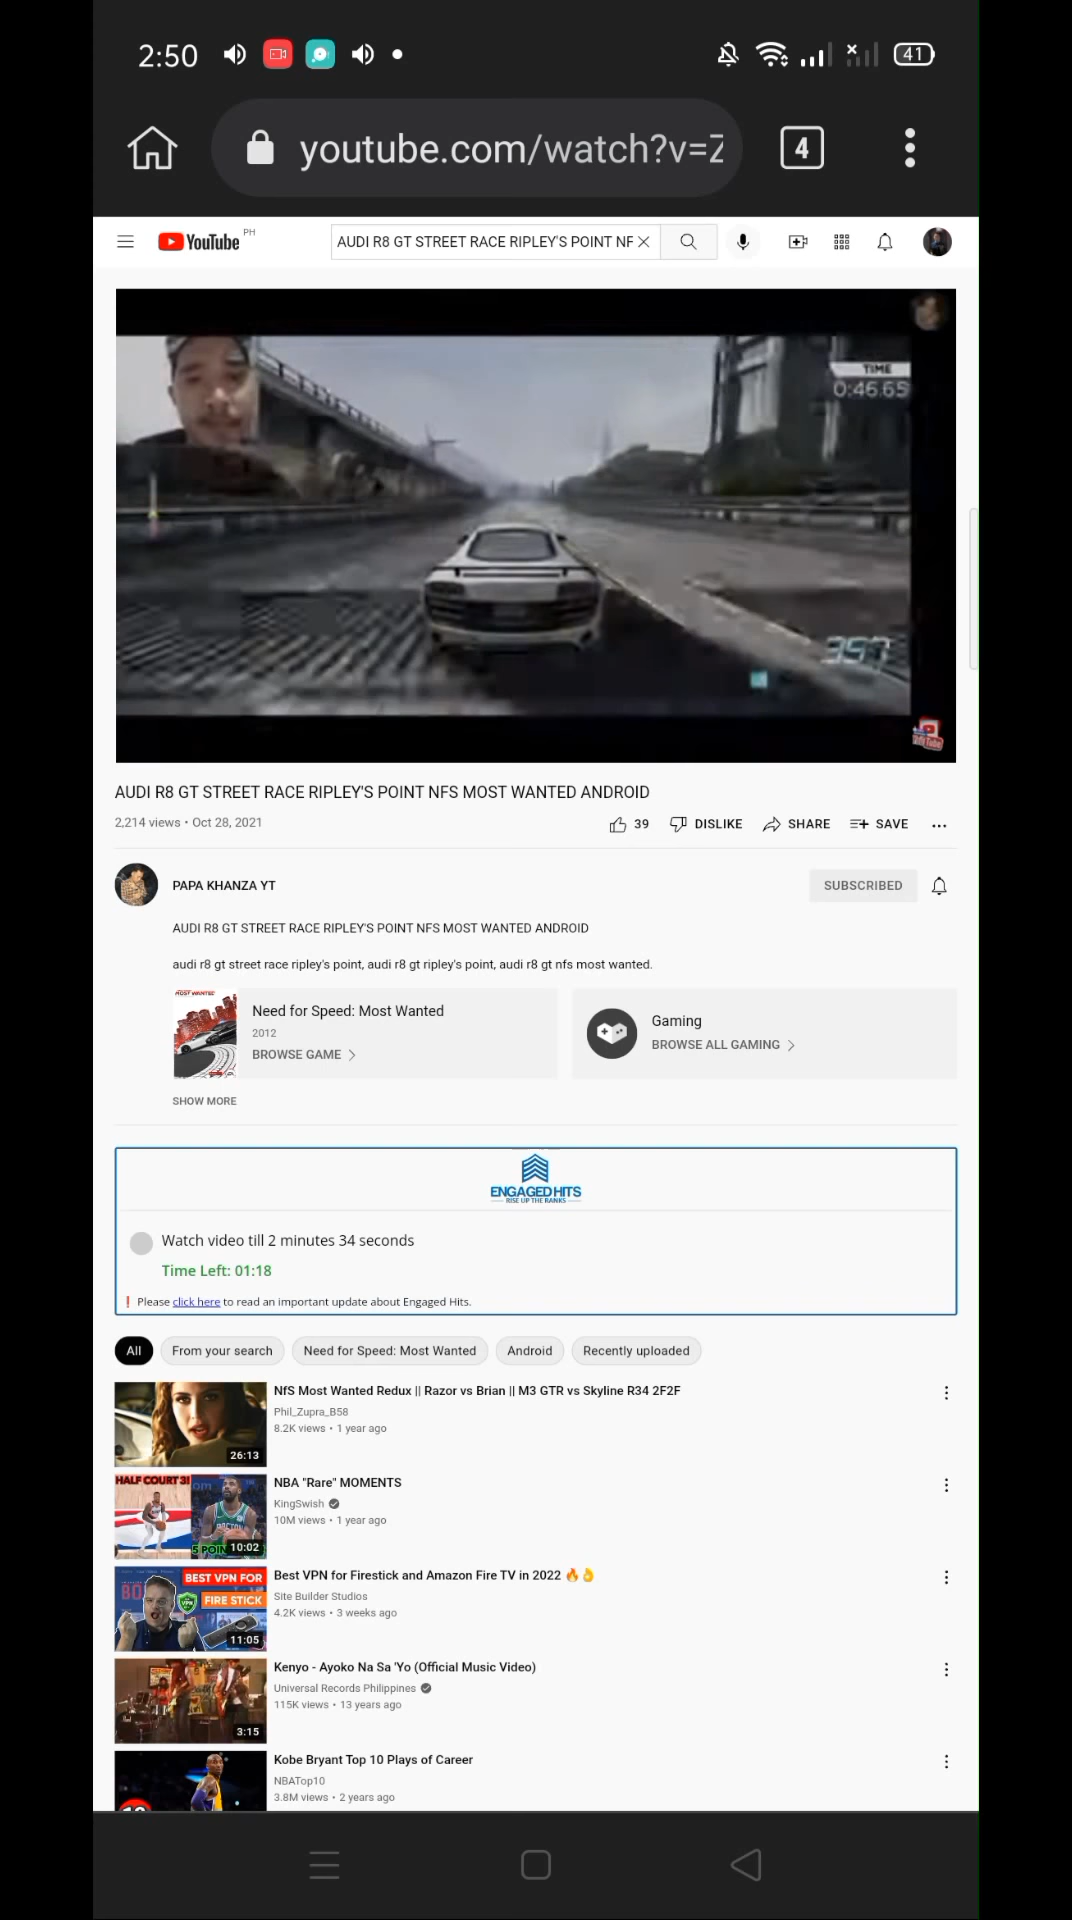 2:50
41
youtube.com/watch?v=Z
4
YouTube PH
AUDI R8 GT STREET RACE RIPLEY'S POINT NF
TIME
0:46.65
397
AUDI R8 GT STREET RACE RIPLEY'S POINT NFS MOST WANTED ANDROID
2,214 views • Oct 28, 2021
39 DISLIKE SHARE SAVE
PAPA KHANZA YT
SUBSCRIBED
AUDI R8 GT STREET RACE RIPLEY'S POINT NFS MOST WANTED ANDROID
audi r8 gt street race ripley's point, audi r8 gt ripley's point, audi r8 gt nfs most wanted.
MOST WANTED
Need for Speed: Most Wanted
2012
BROWSE GAME
Gaming
BROWSE ALL GAMING
SHOW MORE
ENGAGED HITS
RISE UP THE RANKS
Watch video till 2 minutes 34 seconds
Time Left: 01:18
❗ Please click here to read an important update about Engaged Hits.
All From your search Need for Speed: Most Wanted Android Recently uploaded
26:13
NfS Most Wanted Redux || Razor vs Brian || M3 GTR vs Skyline R34 2F2F
Phil_Zupra_B58
8.2K views • 1 year ago
HALF COURT 3!
10:02
NBA "Rare" MOMENTS
KingSwish
10M views • 1 year ago
BEST VPN FOR
FIRE STICK
11:05
Best VPN for Firestick and Amazon Fire TV in 2022 🔥👌
Site Builder Studios
4.2K views • 3 weeks ago
3:15
Kenyo - Ayoko Na Sa 'Yo (Official Music Video)
Universal Records Philippines
115K views • 13 years ago
Kobe Bryant Top 10 Plays of Career
NBATop10
3.8M views • 2 years ago